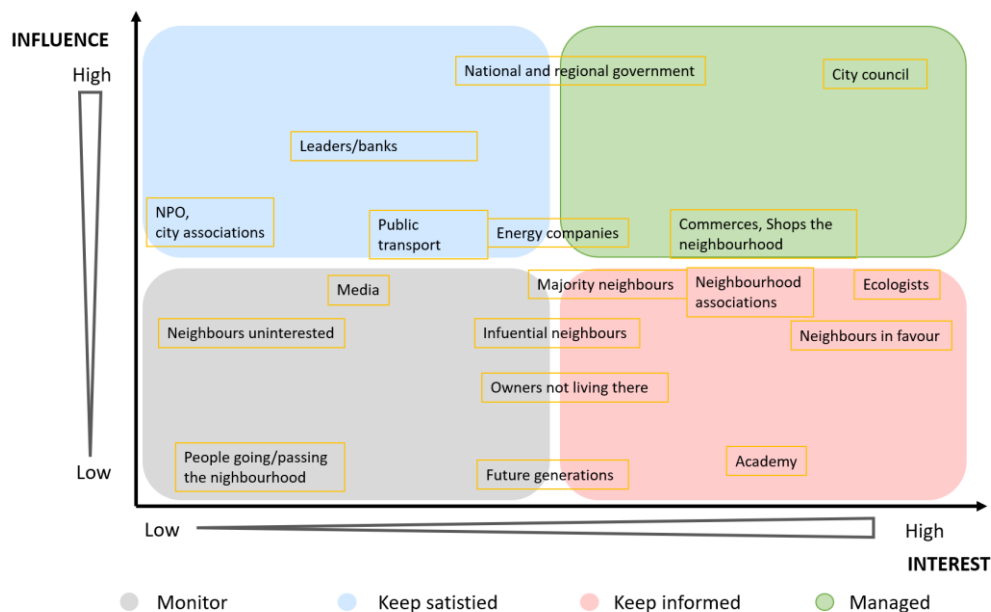 INFLUENCE
High
National and regional government
City council
Leaders/banks
NPO,
city associations
Public
transport
Energy companies
Commerces, Shops the
neighbourhood
Media
Majority neighbours
Neighbourhood
associations
Ecologists
Neighbours uninterested
Infuential neighbours
Neighbours in favour
Owners not living there
People going/passing
the nighbourhood
Future generations
Academy
Low
Low
High
INTEREST
Monitor
Keep satistied
Keep informed
Managed